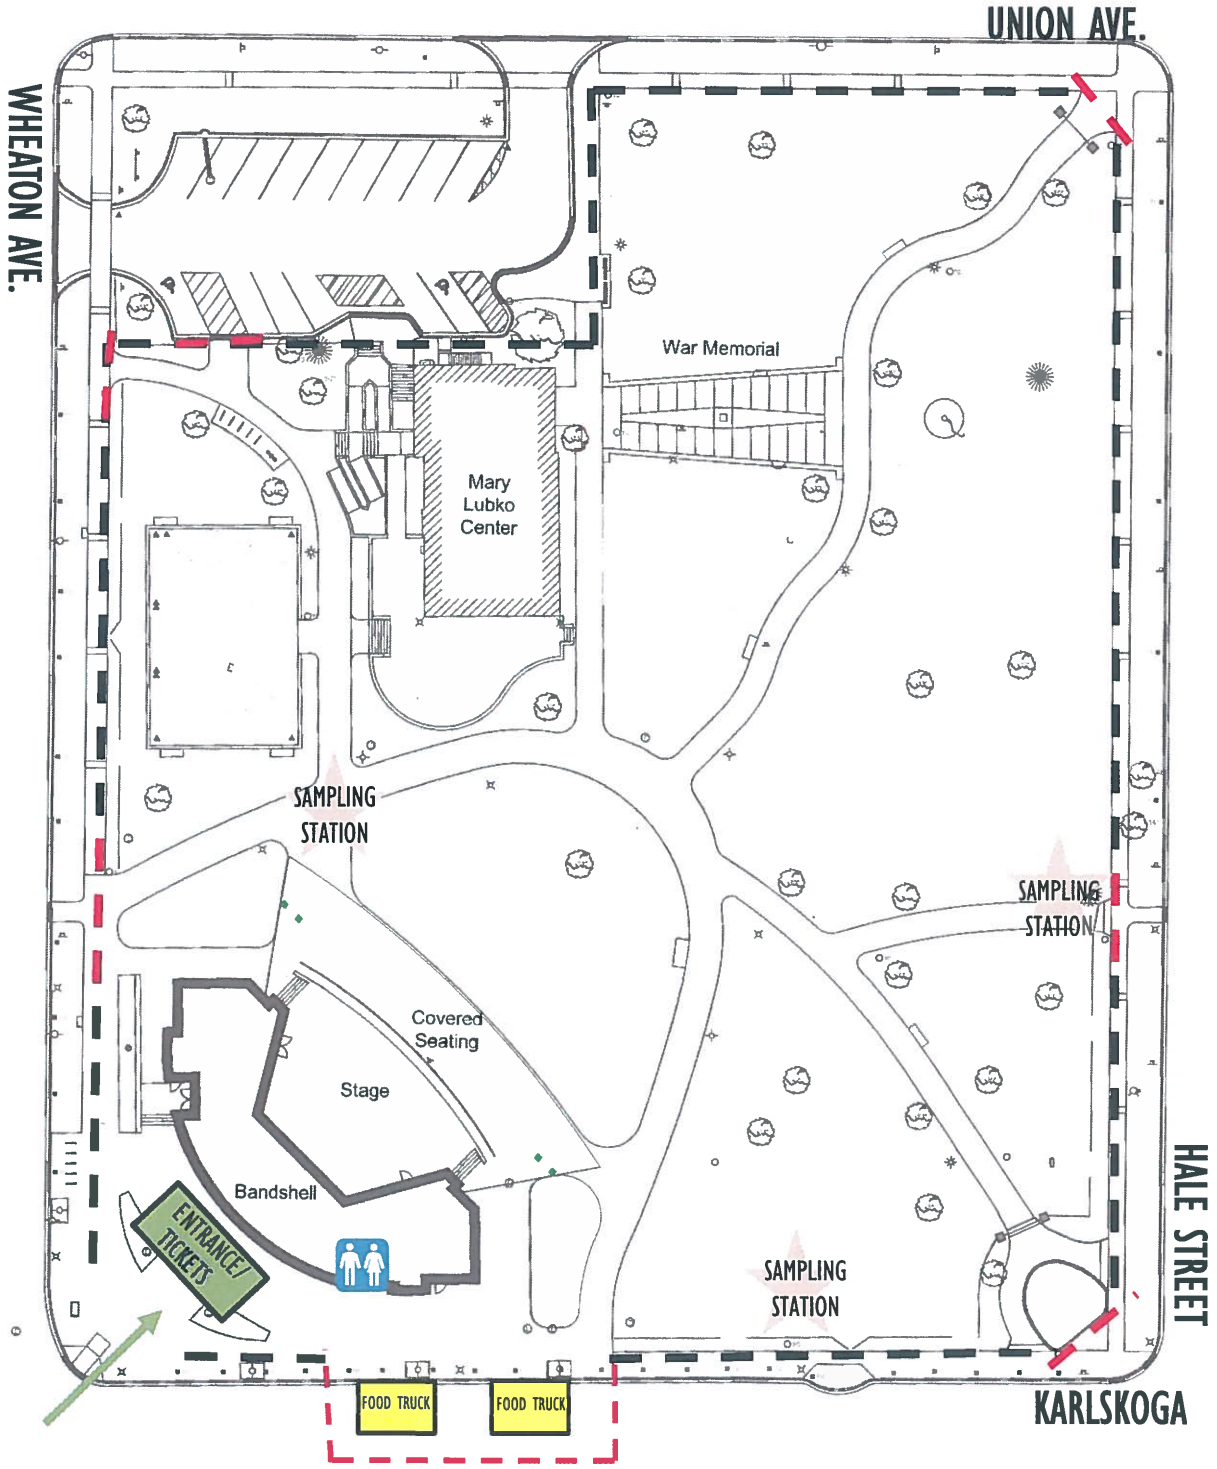 UNION AVE.
WHEATON AVE.
War Memorial
Mary
Lubko
Center
E
SAMPLING
STATION
SAMPLING
STATION
Covered
Seating
Stage
Bandshell
ENTRANCE/
TICKETS
SAMPLING
STATION
HALE STREET
FOOD TRUCK
FOOD TRUCK
KARLSKOGA